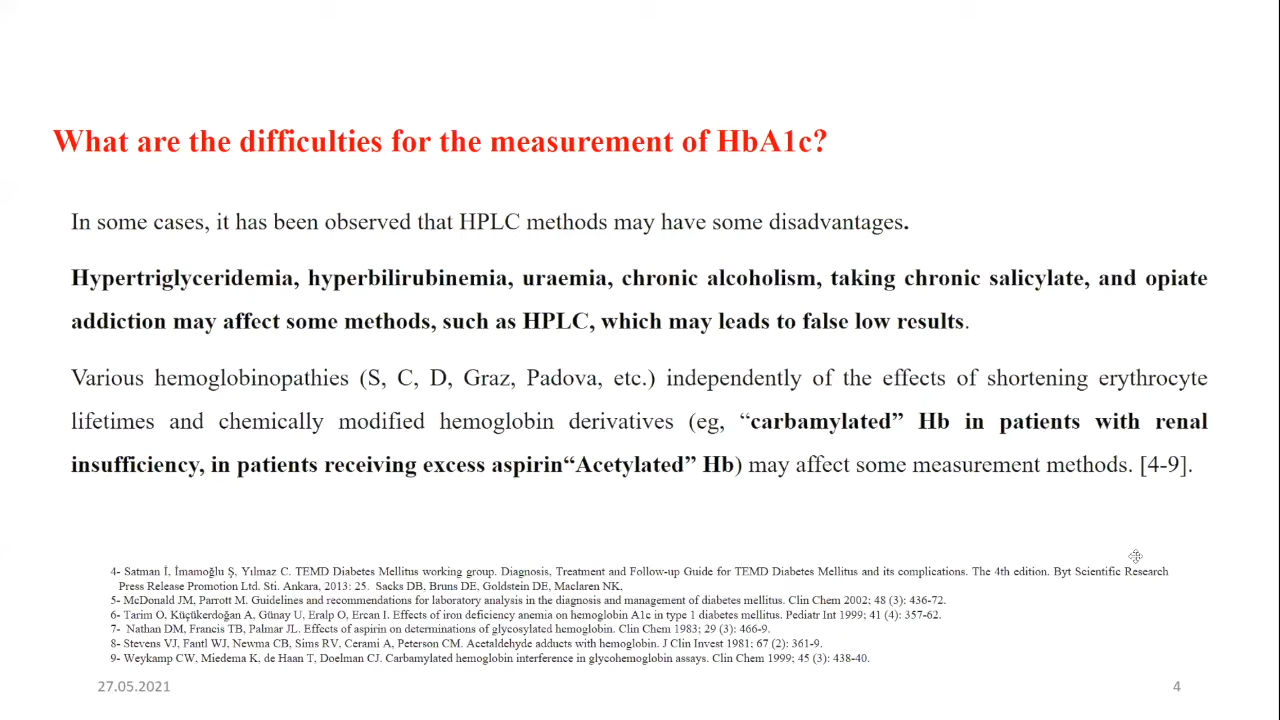 What are the difficulties for the measurement of HbA1c?
In some cases, it has been observed that HPLC methods may have some disadvantages.
Hypertriglyceridemia, hyperbilirubinemia, uraemia, chronic alcoholism, taking chronic salicylate, and opiate
addiction may affect some methods, such as HPLC, which may leads to false low results.
Various hemoglobinopathies (S, C, D, Graz, Padova, etc.) independently of the effects of shortening erythrocyte
lifetimes and chemically modified hemoglobin derivatives (eg, “carbamylated” Hb in patients with renal
insufficiency, in patients receiving excess aspirin“Acetylated” Hb) may affect some measurement methods. [4-9].
4- Satman İ, İmamoğlu Ş, Yılmaz C. TEMD Diabetes Mellitus working group. Diagnosis, Treatment and Follow-up Guide for TEMD Diabetes Mellitus and its complications. The 4th edition. Byt Scientific Research
Press Release Promotion Ltd. Sti. Ankara, 2013: 25. Sacks DB, Bruns DE, Goldstein DE, Maclaren NK,
5- McDonald JM, Parrott M. Guidelines and recommendations for laboratory analysis in the diagnosis and management of diabetes mellitus. Clin Chem 2002; 48 (3): 436-72.
6- Tarim O, Küçükerdoğan A, Günay U, Eralp O, Ercan I. Effects of iron deficiency anemia on hemoglobin A1c in type 1 diabetes mellitus. Pediatr Int 1999; 41 (4): 357-62.
7- Nathan DM, Francis TB, Palmar JL. Effects of aspirin on determinations of glycosylated hemoglobin. Clin Chem 1983; 29 (3): 466-9.
8- Stevens VJ, Fantl WJ, Newma CB, Sims RV, Cerami A, Peterson CM. Acetaldehyde adducts with hemoglobin. J Clin Invest 1981; 67 (2): 361-9.
9- Weykamp CW, Miedema K, de Haan T, Doelman CJ. Carbamylated hemoglobin interference in glycohemoglobin assays. Clin Chem 1999; 45 (3): 438-40.
27.05.2021
4